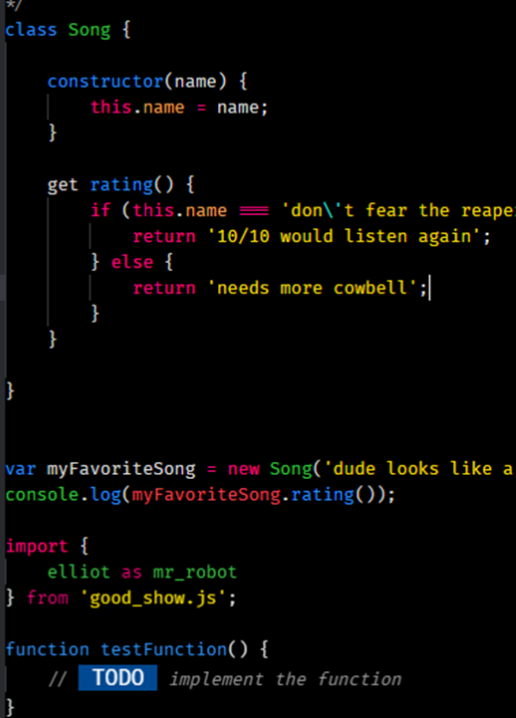 */
class Song {
constructor(name) {
this.name = name;
}
get rating() {
if (this.name === 'don\'t fear the reape
return '10/10 would listen again';
} else {
return 'needs more cowbell';
}
}
}
var myFavoriteSong = new Song('dude looks like a
console.log(myFavoriteSong.rating());
import {
elliot as mr_robot
} from 'good_show.js';
function testFunction() {
// TODO implement the function
}